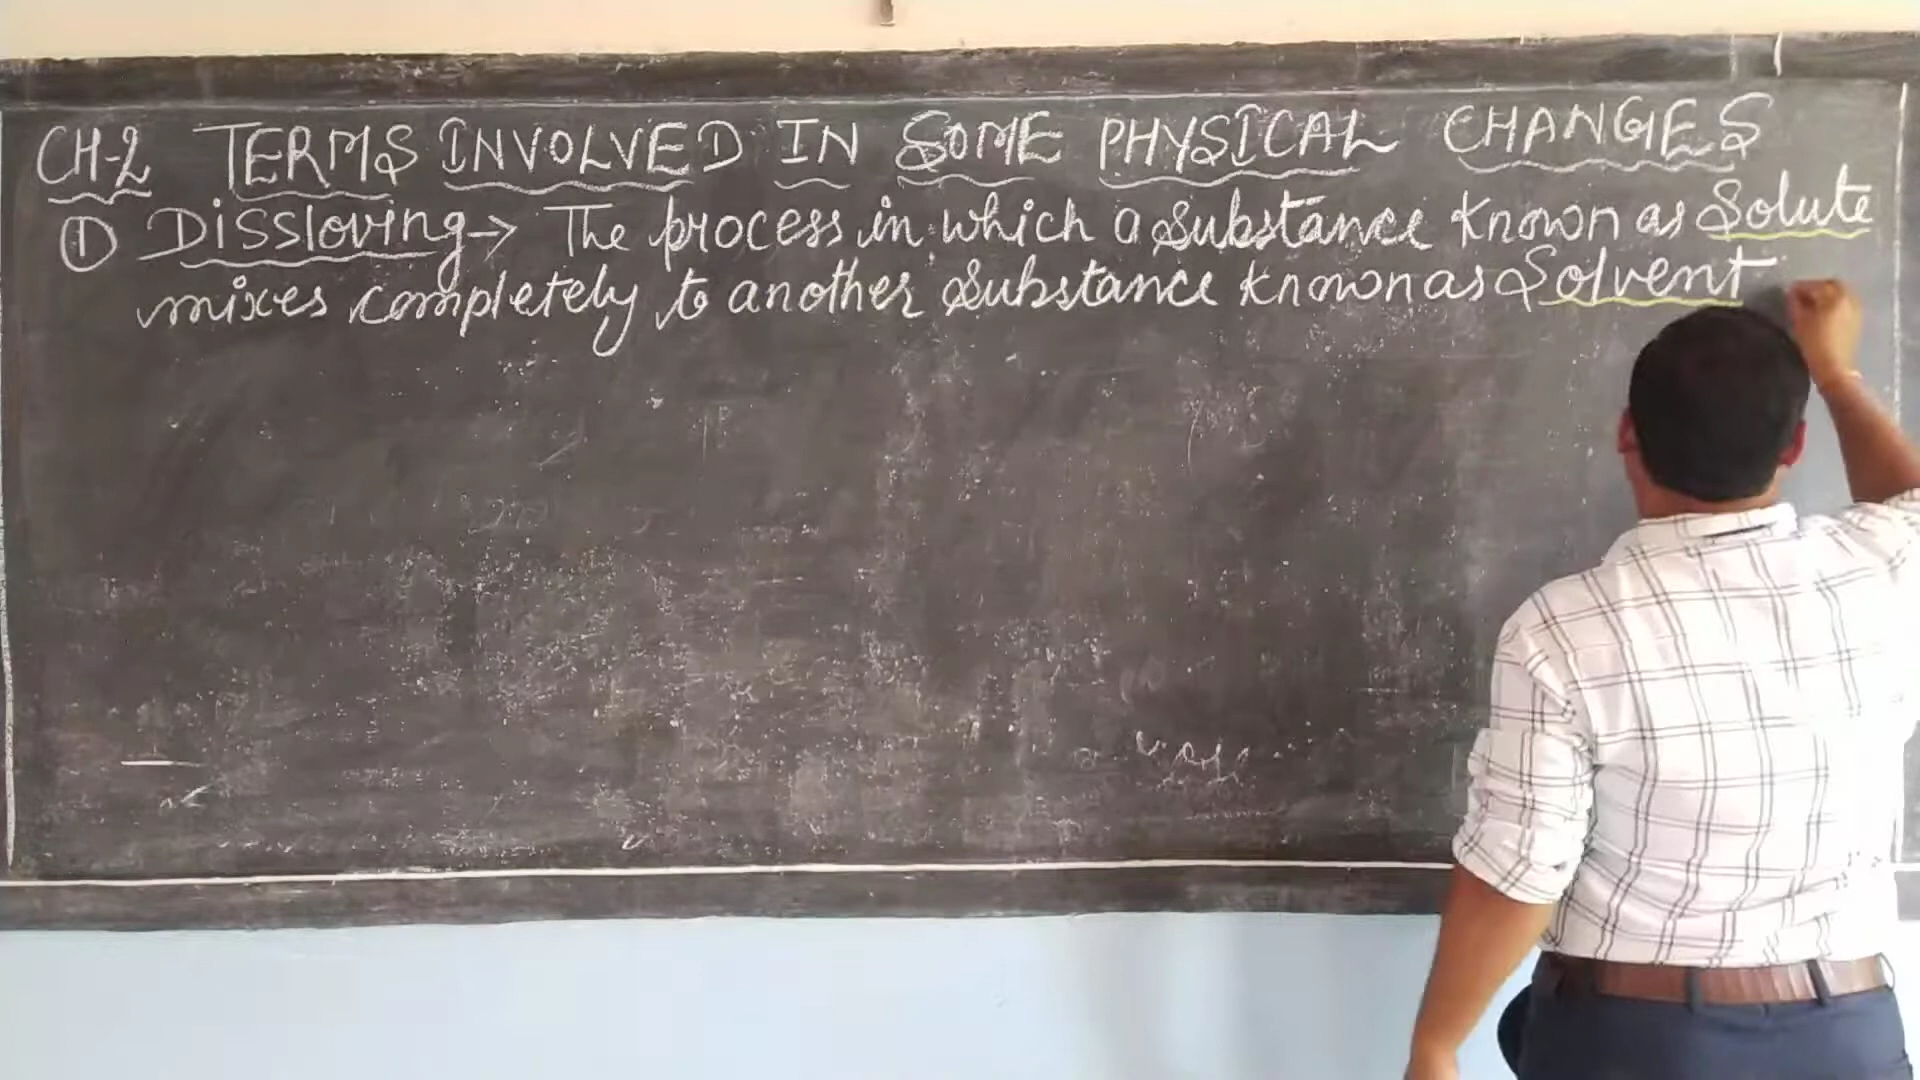 CH-2 TERMS INVOLVED IN SOME PHYSICAL CHANGES
① Dissloving → The process in which a substance known as Solute
mixes completely to another substance known as Solvent